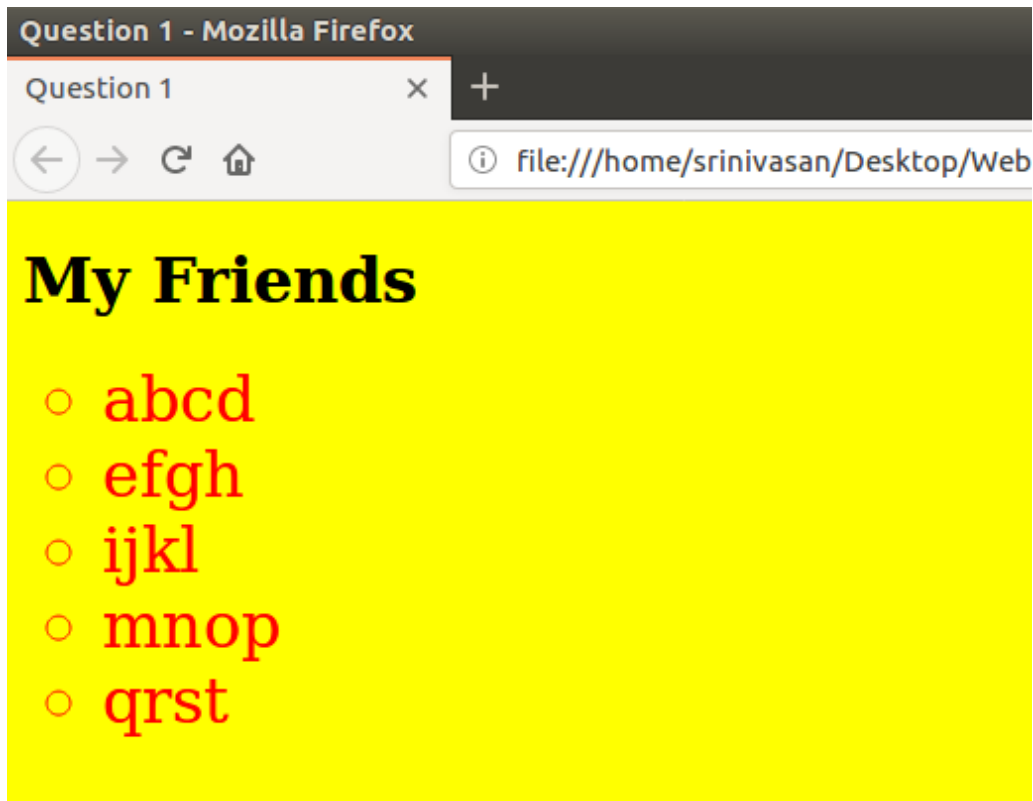 Question 1 - Mozilla Firefox
Question 1
file:///home/srinivasan/Desktop/Web
My Friends
abcd
efgh
ijkl
mnop
qrst